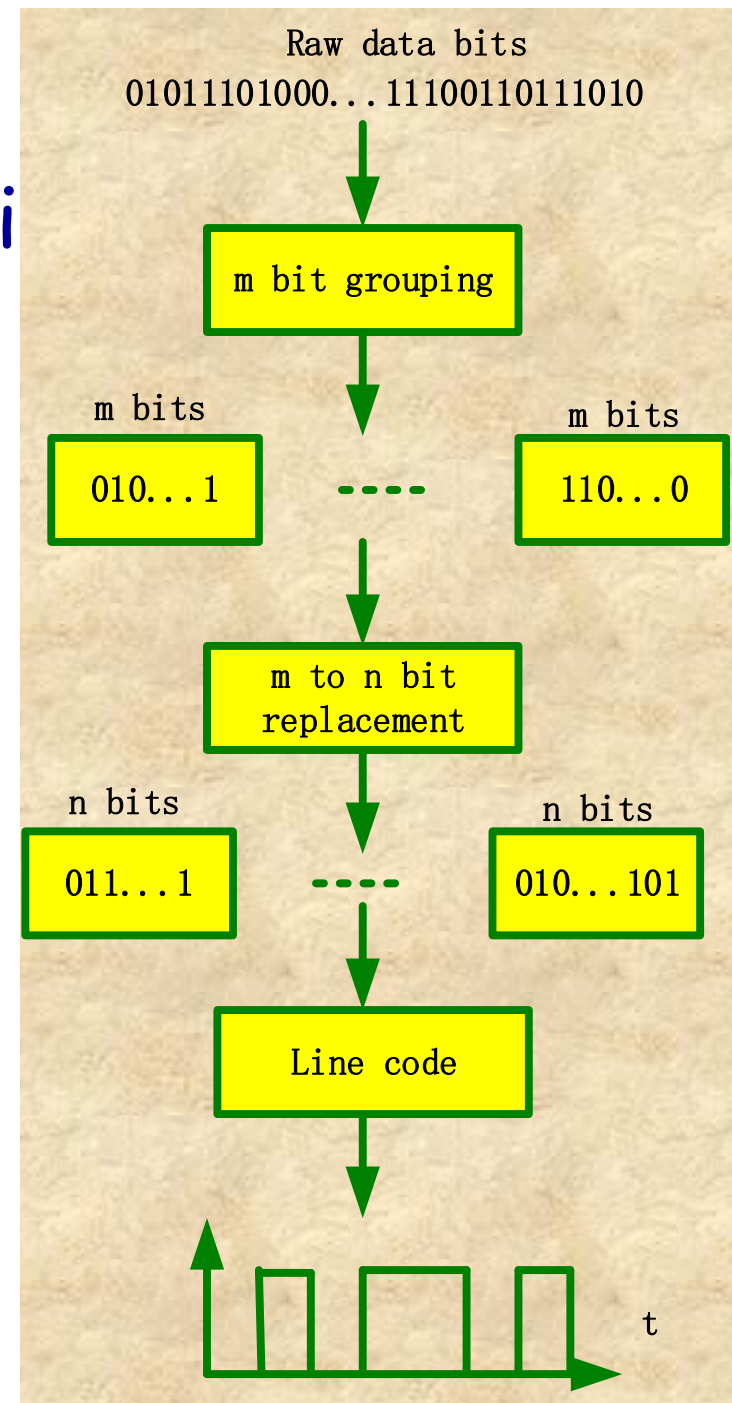 Raw data bits
01011101000...11100110111010
i
m bit grouping
m bits
m bits
010...1
110...0
m to n bit
replacement
n bits
n bits
011...1
010...101
Line code
t